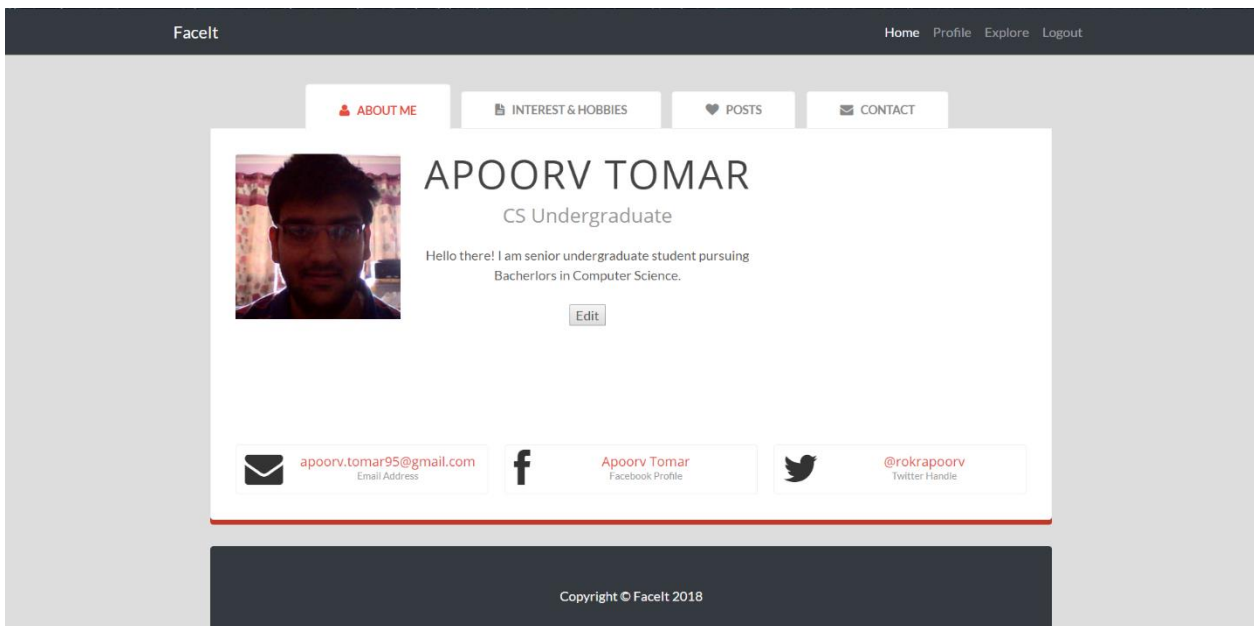 FaceIt
Home Profile Explore Logout
ABOUT ME
INTEREST & HOBBIES
POSTS
CONTACT
APOORV TOMAR
CS Undergraduate
Hello there! I am senior undergraduate student pursuing
Bacherlors in Computer Science.
Edit
apoorv.tomar95@gmail.com
Email Address
Apoorv Tomar
Facebook Profile
@rokrapoorv
Twitter Handle
Copyright © FaceIt 2018